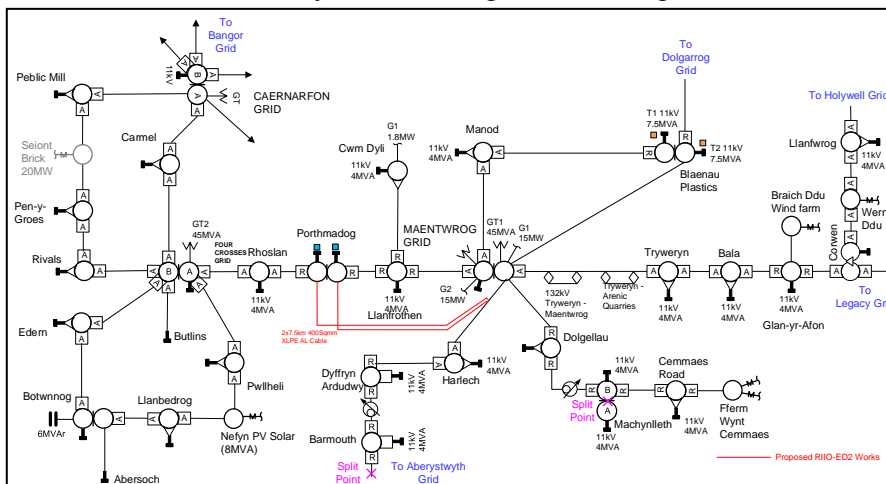 To
Bangor
Grid
To
Dolgarrog
Grid
To Holywell Grid
Peblic Mill
11kV
B
A
GT
CAERNARFON
GRID
Carmel
Seiont
Brick
20MW
M
Pen-y-
Groes
Rivals
Edern
Botwnnog
6MVAr
Abersoch
Llanbedrog
Nefyn PV Solar
(8MVA)
M
Pwllheli
Butlins
GT2
45MVA
FOUR
CROSSES
GRID
B
A
Rhoslan
11kV
4MVA
Porthmadog
2x7.5km 400Sqmm
XLPE AL Cable
G1
1.8MW
Cwm Dyli
11kV
4MVA
11kV
4MVA
Llanfrothen
MAENTWROG
GRID
Manod
11kV
4MVA
GT1
45MVA
G1
15MW
G2
15MW
T1 11kV
7.5MVA
T2 11kV
7.5MVA
Blaenau
Plastics
132kV
Tryweryn -
Maentwrog
Tryweryn -
Arenic
Quarries
Tryweryn
11kV
4MVA
Bala
11kV
4MVA
Braich Ddu
Wind farm
M
11kV
4MVA
Glan-yr-Afon
Llanfwrog
11kV
4MVA
Wern
Ddu
M
Corwen
To
Legacy Gr
Dyffryn
Ardudwy
11kV
4MVA
Harlech
11kV
4MVA
Barmouth
11kV
4MVA
Split
Point
To Aberystwyth
Grid
Dolgellau
11kV
4MVA
B
A
Split
Point
Machynlleth
11kV
4MVA
Cemmaes
Road
11kV
4MVA
Fferm
Wynt
Cemmaes
M
M
Proposed RIIO-ED2 Works